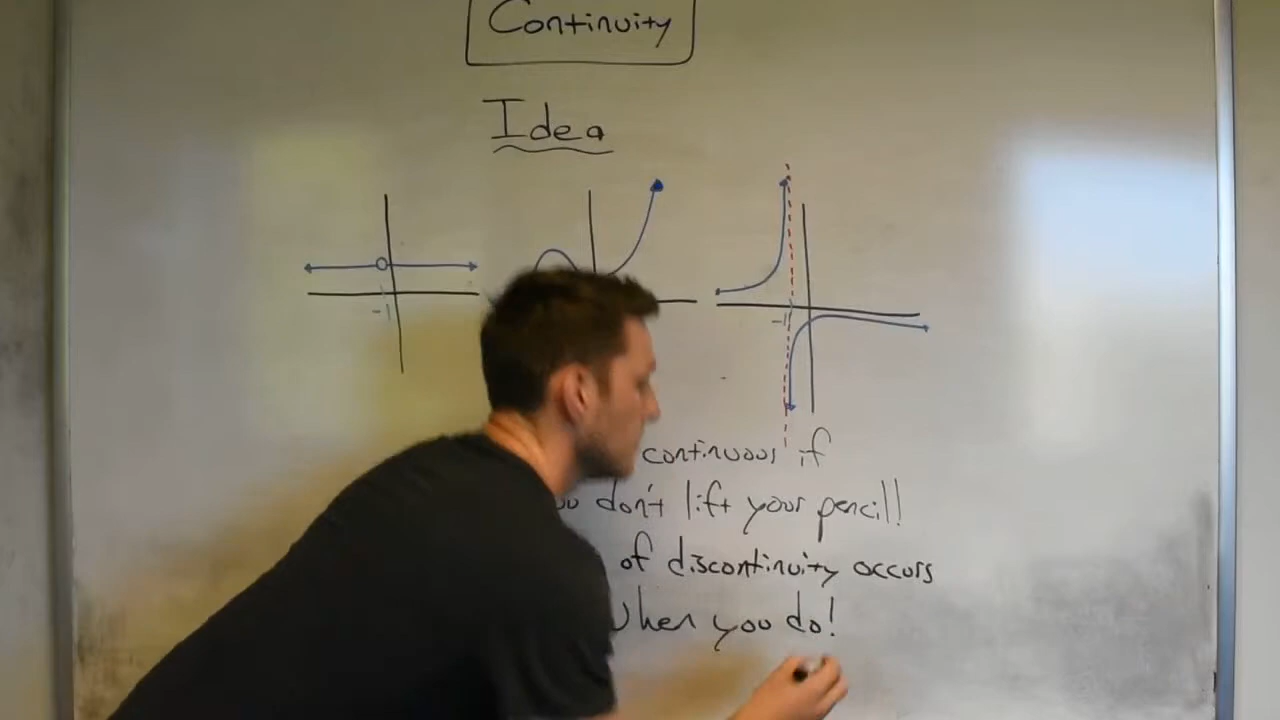 Continuity
Idea
-1
-1
continuous if
don't lift your pencil!
of discontinuity occurs
when you do!